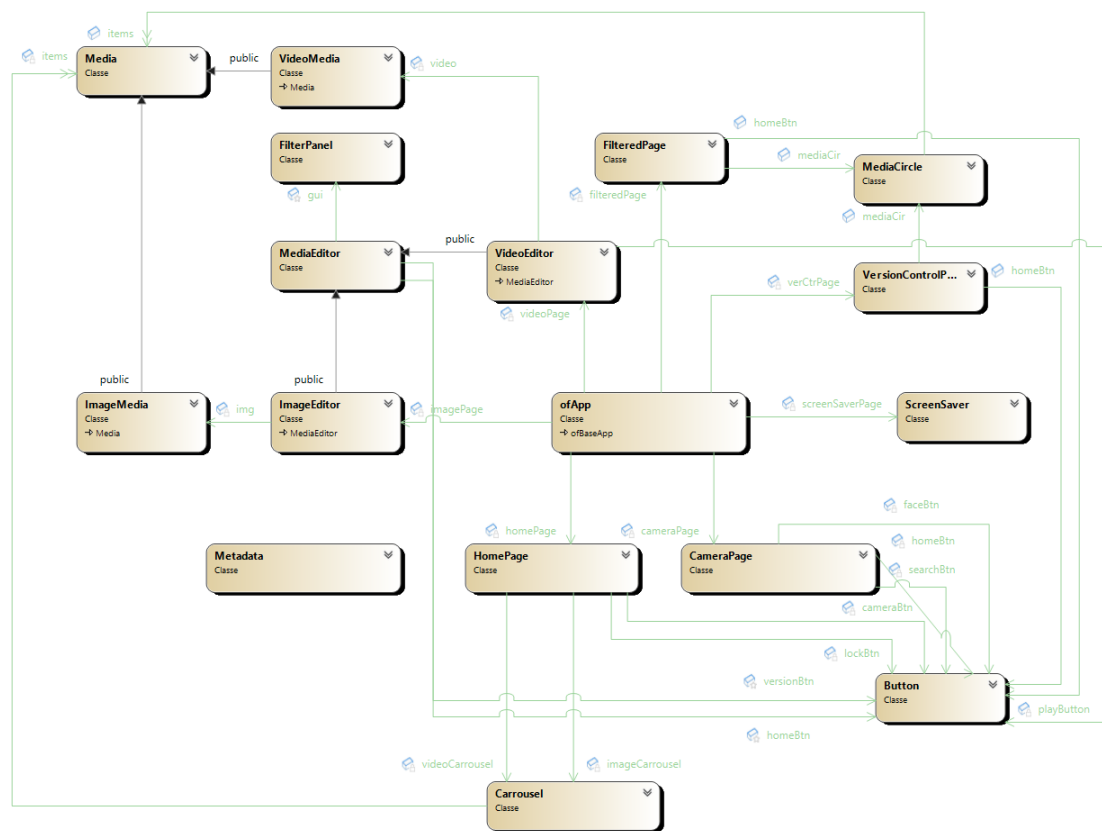 items
items
Media
Classe
public
VideoMedia
Classe
Media
video
FilterPanel
Classe
gui
homeBtn
FilteredPage
Classe
mediaCir
MediaCircle
Classe
filteredPage
mediaCir
MediaEditor
Classe
public
VideoEditor
Classe
MediaEditor
videoPage
verCtrPage
VersionControlP...
Classe
homeBtn
public
public
ImageMedia
Classe
Media
img
ImageEditor
Classe
MediaEditor
imagePage
ofApp
Classe
ofBaseApp
screenSaverPage
ScreenSaver
Classe
homePage
cameraPage
faceBtn
Metadata
Classe
HomePage
Classe
CameraPage
Classe
homeBtn
searchBtn
cameraBtn
lockBtn
versionBtn
Button
Classe
playButton
homeBtn
videoCarrousel
imageCarrousel
Carrousel
Classe